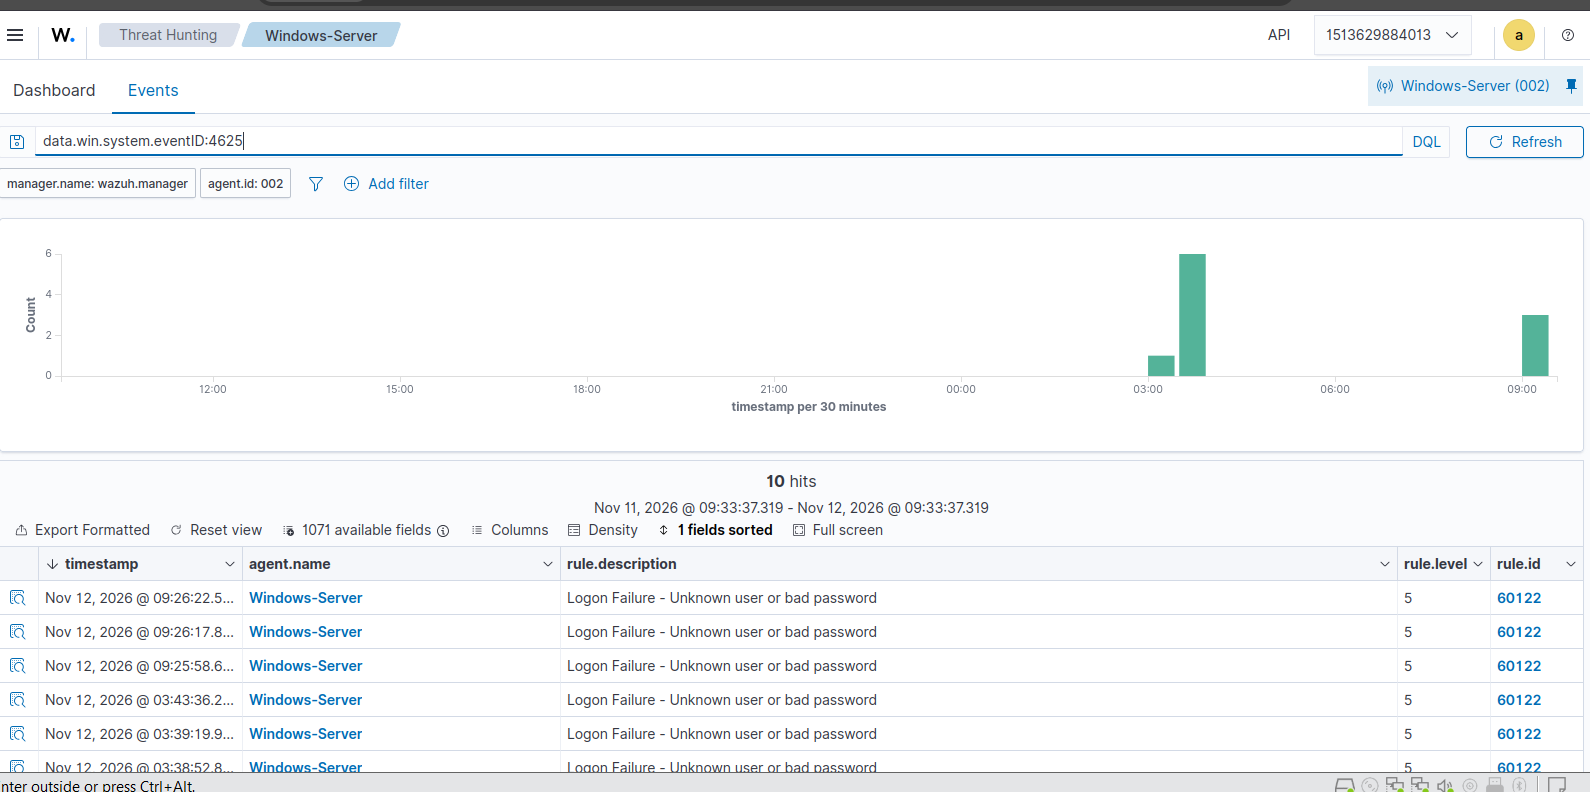 W. Threat Hunting Windows-Server API 1513629884013 a
Dashboard Events Windows-Server (002)
data.win.system.eventID:4625 DQL Refresh
manager.name: wazuh.manager agent.id: 002 Add filter
6
4
2
0
Count
12:00 15:00 18:00 21:00 00:00 03:00 06:00 09:00
timestamp per 30 minutes
10 hits
Nov 11, 2026 @ 09:33:37.319 - Nov 12, 2026 @ 09:33:37.319
Export Formatted Reset view 1071 available fields Columns Density 1 fields sorted Full screen
timestamp agent.name rule.description rule.level rule.id
Nov 12, 2026 @ 09:26:22.5... Windows-Server Logon Failure - Unknown user or bad password 5 60122
Nov 12, 2026 @ 09:26:17.8... Windows-Server Logon Failure - Unknown user or bad password 5 60122
Nov 12, 2026 @ 09:25:58.6... Windows-Server Logon Failure - Unknown user or bad password 5 60122
Nov 12, 2026 @ 03:43:36.2... Windows-Server Logon Failure - Unknown user or bad password 5 60122
Nov 12, 2026 @ 03:39:19.9... Windows-Server Logon Failure - Unknown user or bad password 5 60122
Nov 12, 2026 @ 03:38:52.8... Windows-Server Logon Failure - Unknown user or bad password 5 60122
nter outside or press Ctrl+Alt.